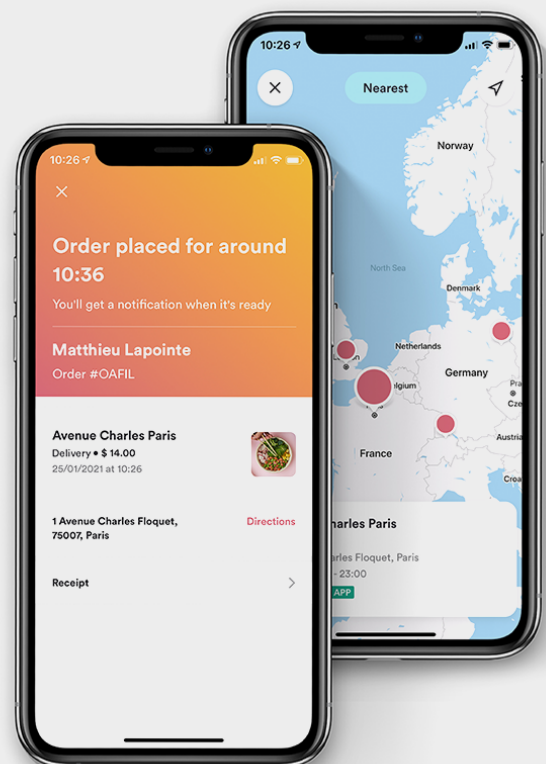 10:26
Order placed for around
10:36
You'll get a notification when it's ready
Matthieu Lapointe
Order #OAFIL
Avenue Charles Paris
Delivery • $ 14.00
25/01/2021 at 10:26
1 Avenue Charles Floquet,
75007, Paris
Directions
Receipt
10:26
Nearest
Norway
North Sea
Denmark
Netherlands
Germany
France
Austria
harles Paris
arles Floquet, Paris
- 23:00
APP